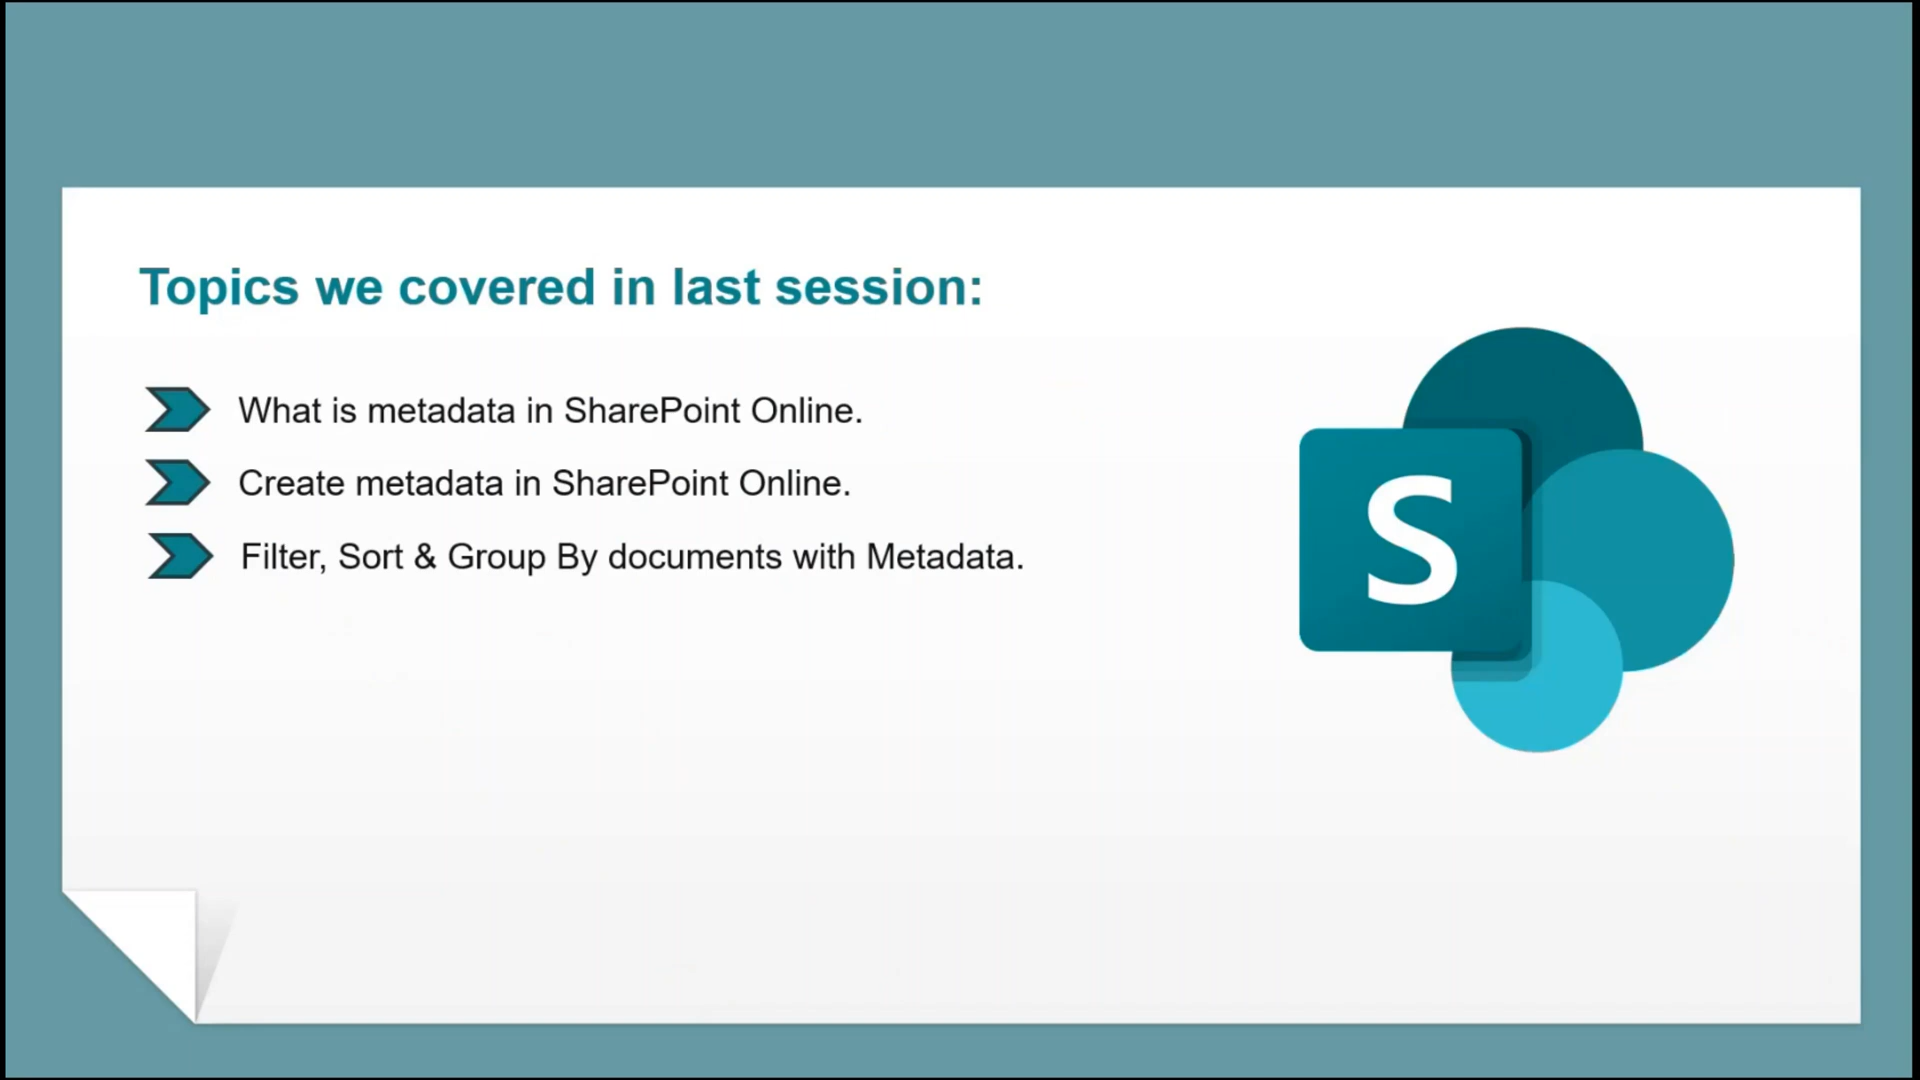 Topics we covered in last session:
What is metadata in SharePoint Online.
Create metadata in SharePoint Online.
Filter, Sort & Group By documents with Metadata.
S